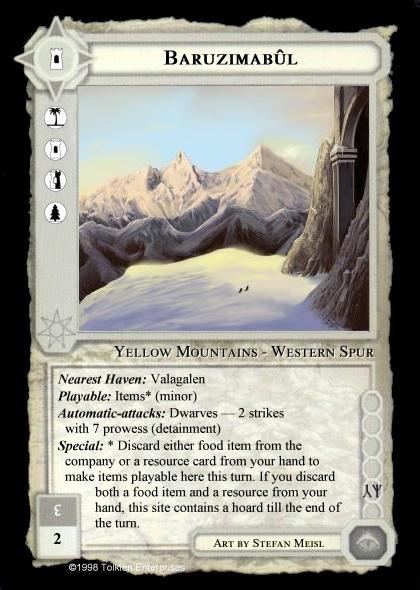 BARUZIMABÛL
YELLOW MOUNTAINS - WESTERN SPUR
Nearest Haven: Valagalen
Playable: Items* (minor)
Automatic-attacks: Dwarves — 2 strikes
with 7 prowess (detainment)
Special: * Discard either food item from the
company or a resource card from your hand to
make items playable here this turn. If you discard
both a food item and a resource from your
hand, this site contains a hoard till the end of
the turn.
2
ART BY STEFAN MEISL
©1998 Tolkien Enterprises